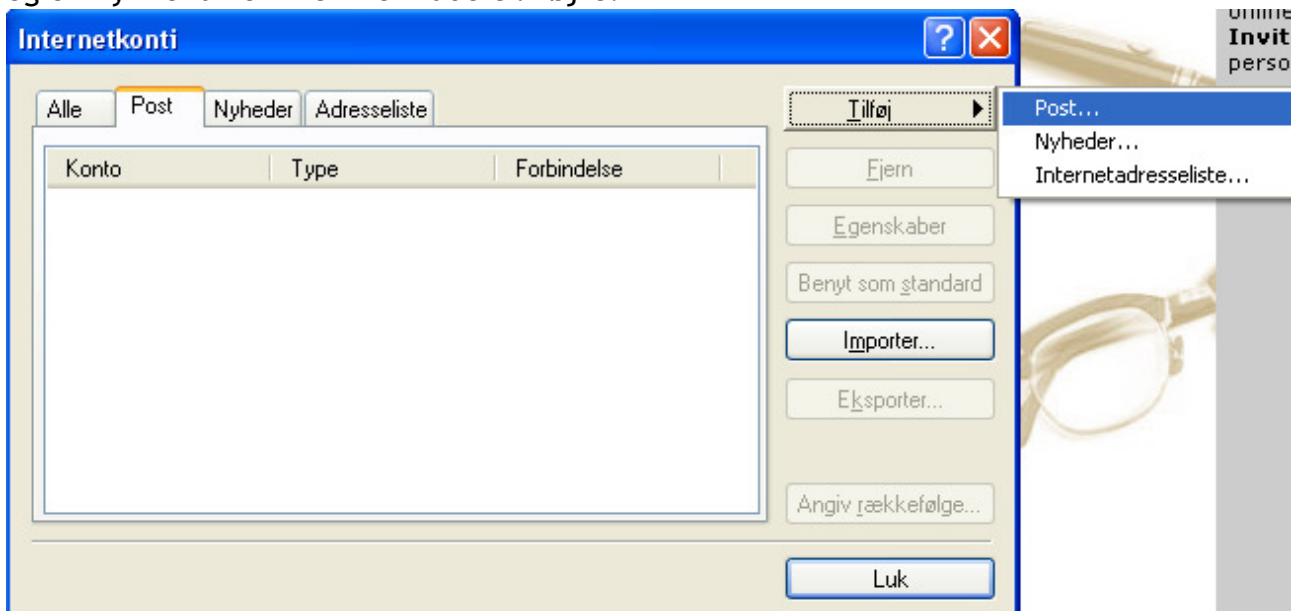 Internetkonti
Invit
perso
Alle Post Nyheder Adresseliste
Konto Type Forbindelse
Tilføj
Fjern
Egenskaber
Benyt som standard
Importer...
Eksporter...
Angiv rækkefølge...
Luk
Post...
Nyheder...
Internetadresseliste...